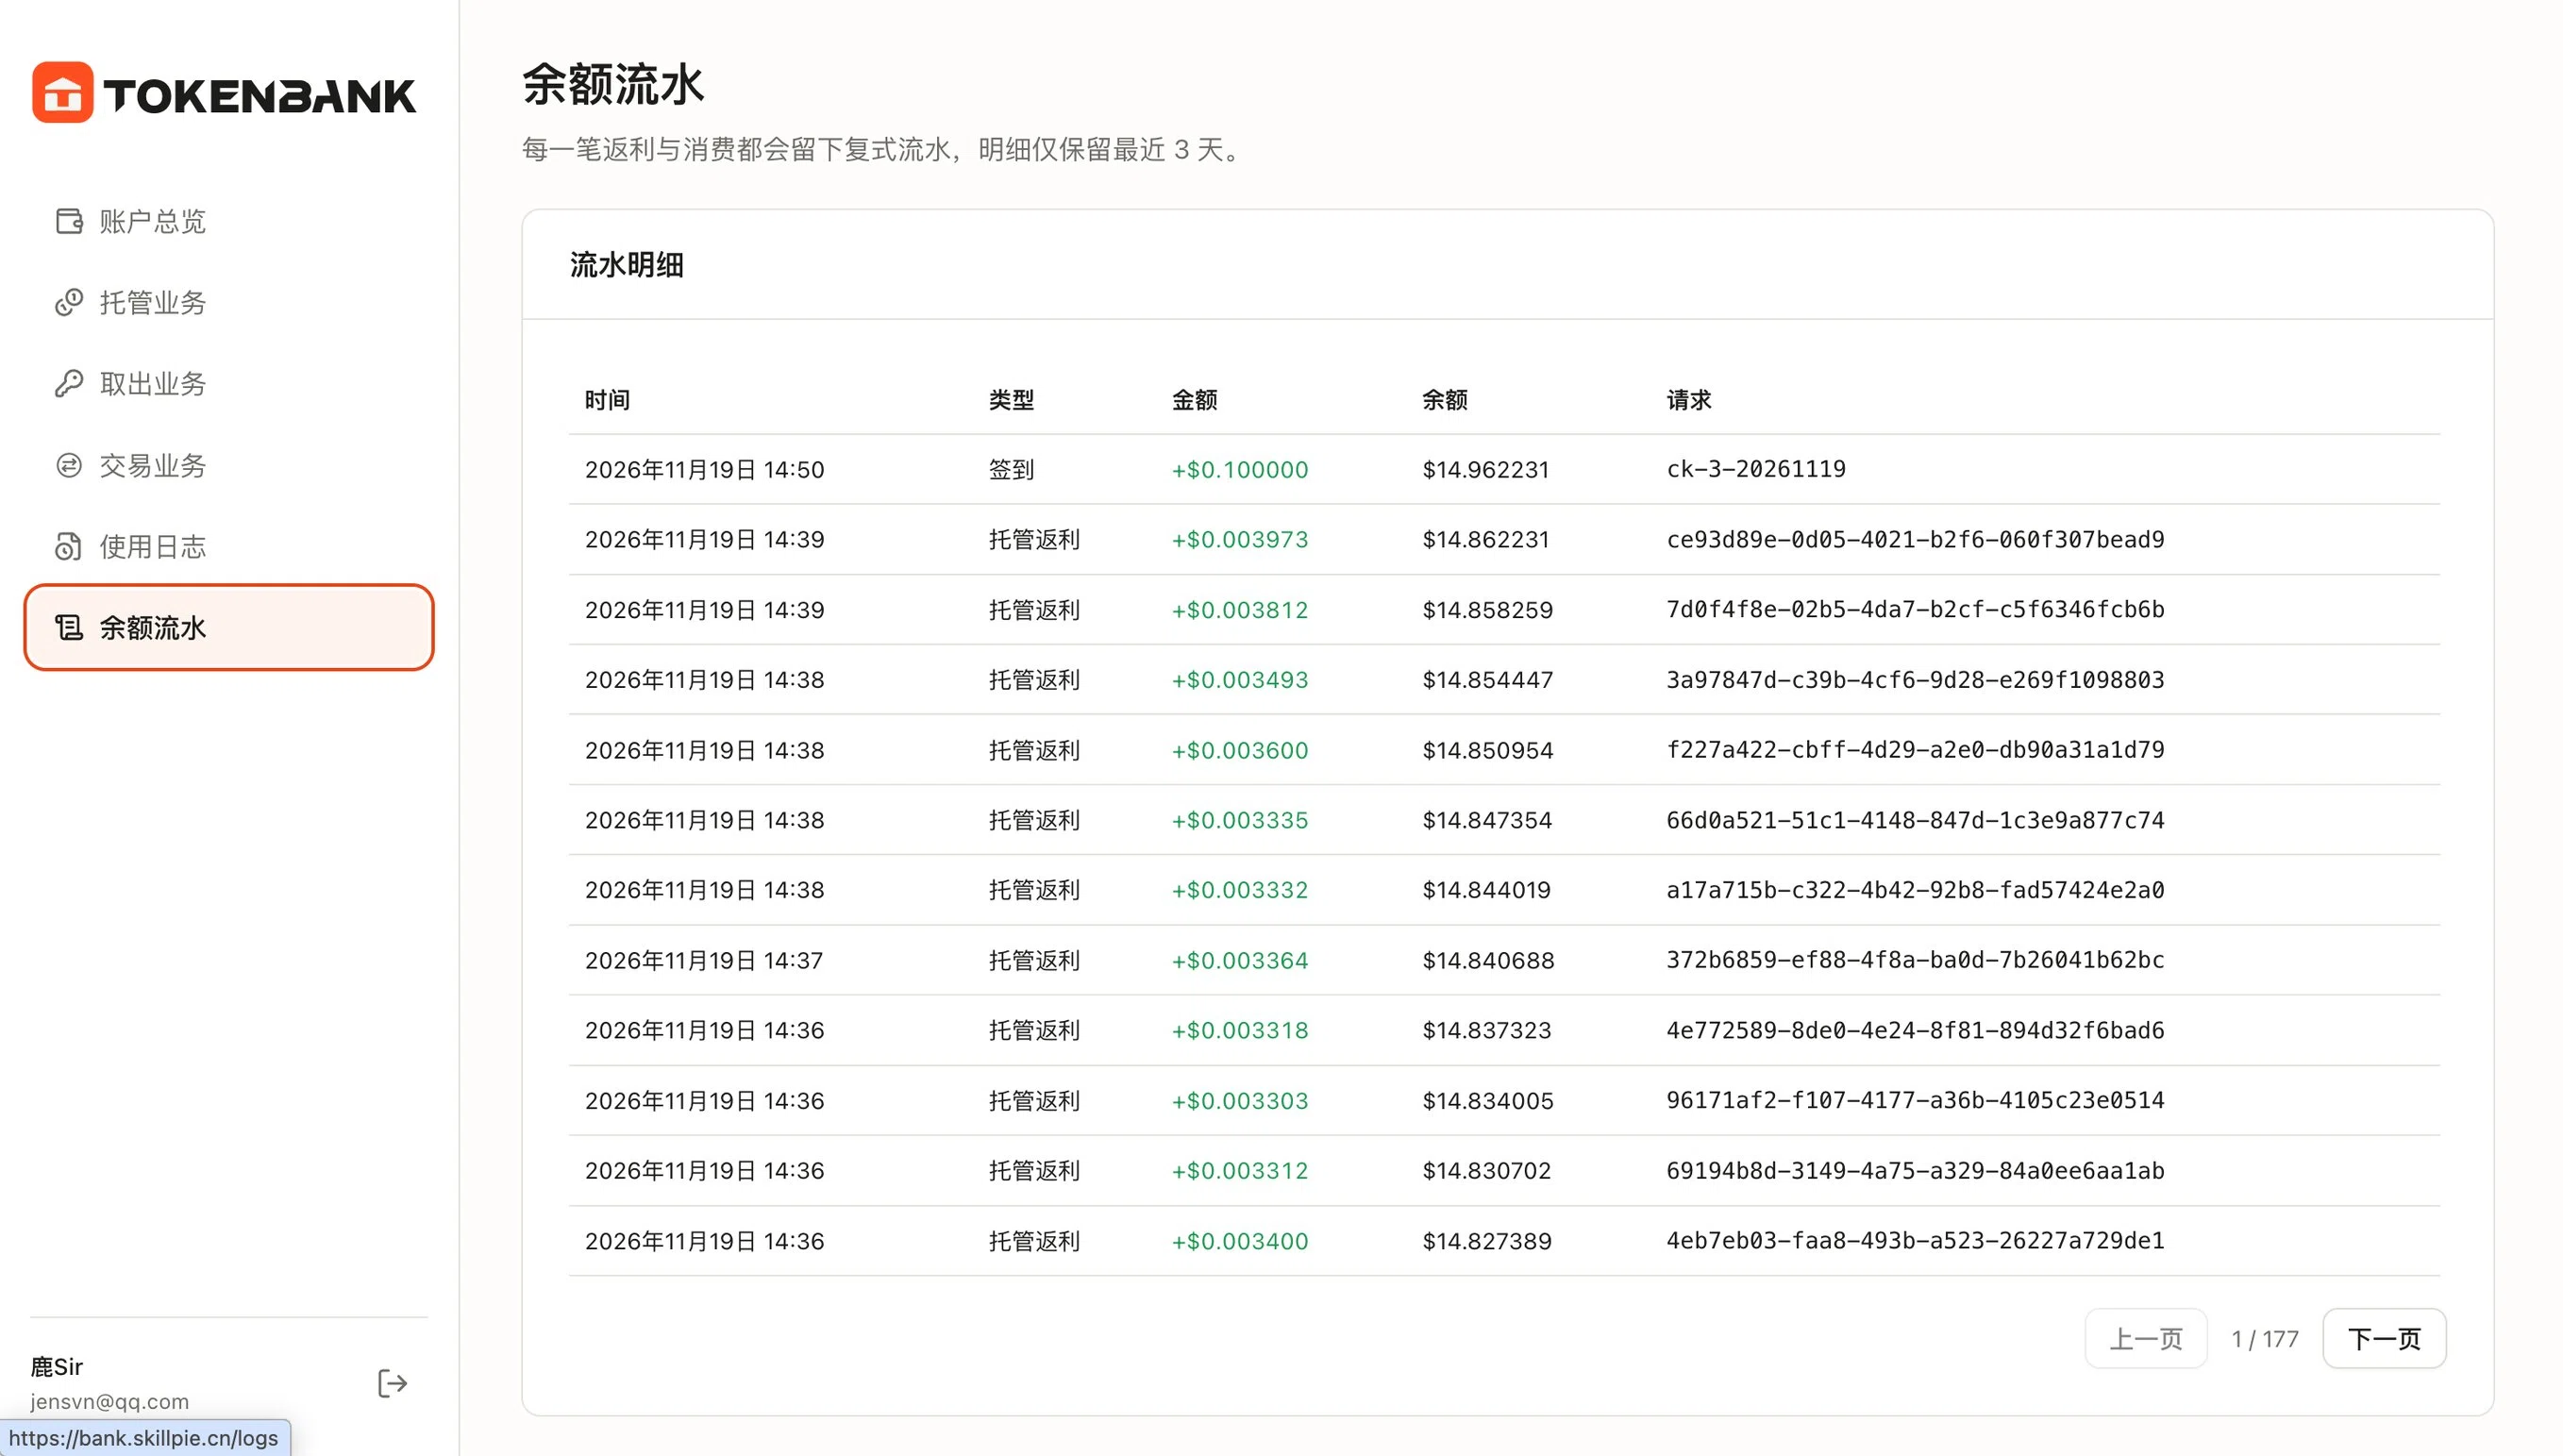 TOKENBANK
账户总览
托管业务
取出业务
交易业务
使用日志
余额流水
鹿Sir
jensvn@qq.com
https://bank.skillpie.cn/logs
余额流水
每一笔返利与消费都会留下复式流水，明细仅保留最近 3 天。
流水明细
时间 类型 金额 余额 请求
2026年11月19日 14:50 签到 +$0.100000 $14.962231 ck-3-20261119
2026年11月19日 14:39 托管返利 +$0.003973 $14.862231 ce93d89e-0d05-4021-b2f6-060f307bead9
2026年11月19日 14:39 托管返利 +$0.003812 $14.858259 7d0f4f8e-02b5-4da7-b2cf-c5f6346fcb6b
2026年11月19日 14:38 托管返利 +$0.003493 $14.854447 3a97847d-c39b-4cf6-9d28-e269f1098803
2026年11月19日 14:38 托管返利 +$0.003600 $14.850954 f227a422-cbff-4d29-a2e0-db90a31a1d79
2026年11月19日 14:38 托管返利 +$0.003335 $14.847354 66d0a521-51c1-4148-847d-1c3e9a877c74
2026年11月19日 14:38 托管返利 +$0.003332 $14.844019 a17a715b-c322-4b42-92b8-fad57424e2a0
2026年11月19日 14:37 托管返利 +$0.003364 $14.840688 372b6859-ef88-4f8a-ba0d-7b26041b62bc
2026年11月19日 14:36 托管返利 +$0.003318 $14.837323 4e772589-8de0-4e24-8f81-894d32f6bad6
2026年11月19日 14:36 托管返利 +$0.003303 $14.834005 96171af2-f107-4177-a36b-4105c23e0514
2026年11月19日 14:36 托管返利 +$0.003312 $14.830702 69194b8d-3149-4a75-a329-84a0ee6aa1ab
2026年11月19日 14:36 托管返利 +$0.003400 $14.827389 4eb7eb03-faa8-493b-a523-26227a729de1
上一页 1 / 177 下一页